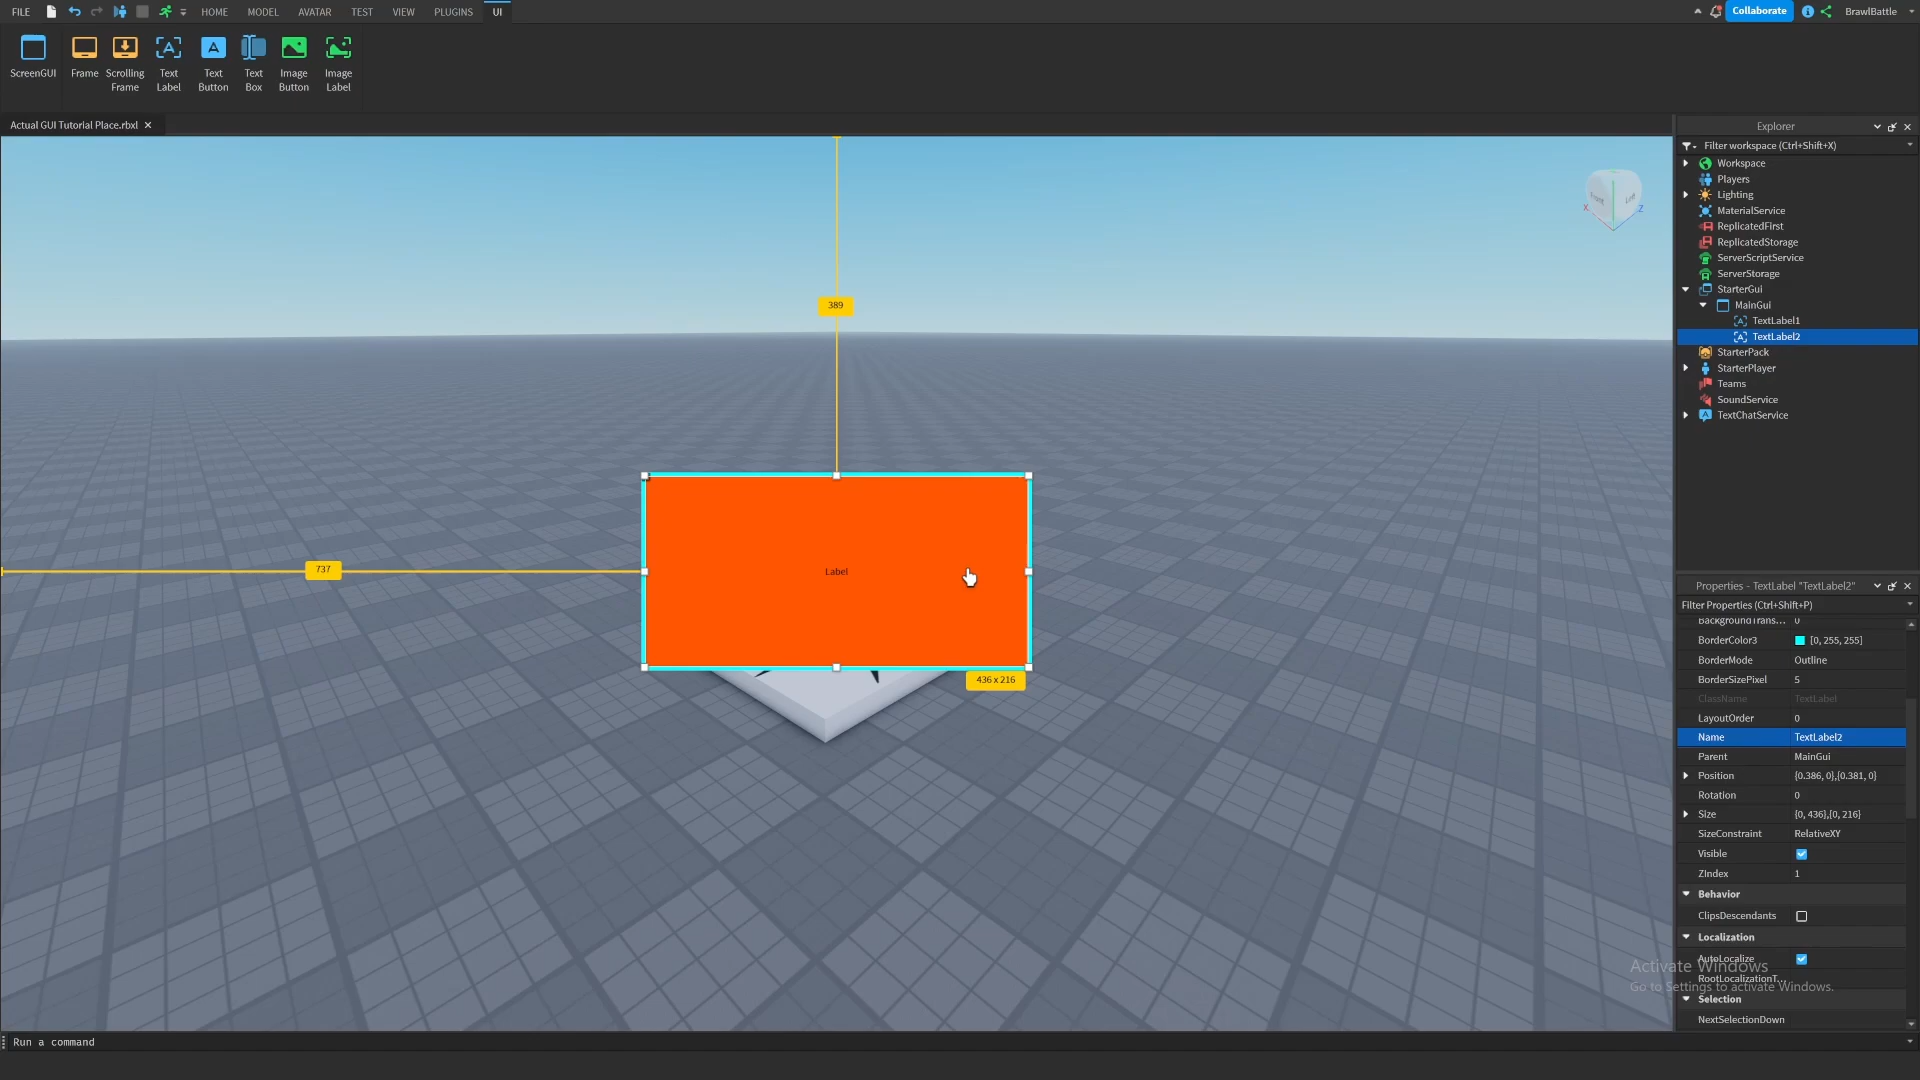 FILE
HOME
MODEL
AVATAR
TEST
VIEW
PLUGINS
UI
Collaborate
BrawlBattle
ScreenGUI
Frame
Scrolling
Frame
Text
Label
Text
Button
Text
Box
Image
Button
Image
Label
Actual GUI Tutorial Place.rbxl
Explorer
Filter workspace (Ctrl+Shift+X)
Workspace
Players
Lighting
MaterialService
ReplicatedFirst
ReplicatedStorage
ServerScriptService
ServerStorage
StarterGui
MainGui
TextLabel1
TextLabel2
StarterPack
StarterPlayer
Teams
SoundService
TextChatService
Front
Left
X
Z
389
737
Label
436 x 216
Properties - TextLabel "TextLabel2"
Filter Properties (Ctrl+Shift+P)
BackgroundTrans... 0
BorderColor3 [0, 255, 255]
BorderMode Outline
BorderSizePixel 5
ClassName TextLabel
LayoutOrder 0
Name TextLabel2
Parent MainGui
Position {0.386, 0},{0.381, 0}
Rotation 0
Size {0, 436},{0, 216}
SizeConstraint RelativeXY
Visible
ZIndex 1
Behavior
ClipsDescendants
Localization
AutoLocalize
RootLocalizationT...
Selection
NextSelectionDown
Activate Windows
Go to Settings to activate Windows.
Run a command